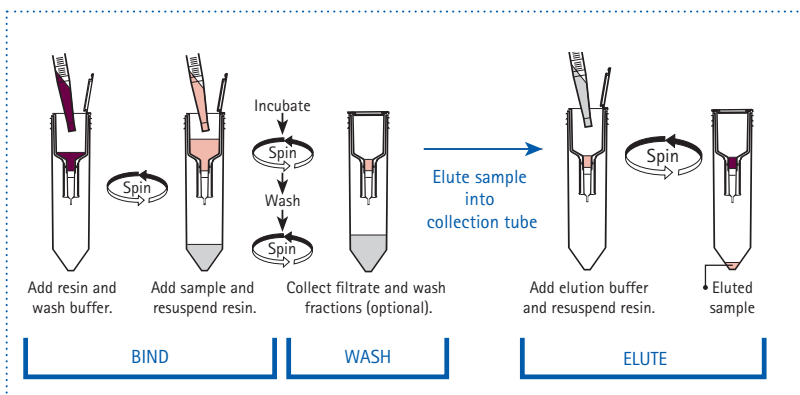 Incubate
Spin
Spin
Wash
Spin
Spin
Elute sample
into
collection tube
Add resin and
wash buffer.
Add sample and
resuspend resin.
Collect filtrate and wash
fractions (optional).
Add elution buffer
and resuspend resin.
Eluted
sample
BIND
WASH
ELUTE